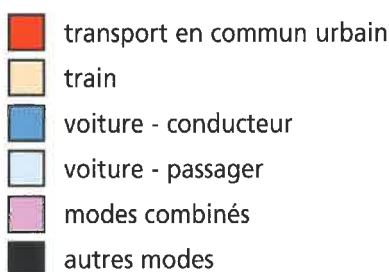 transport en commun urbain
train
voiture - conducteur
voiture - passager
modes combinés
autres modes